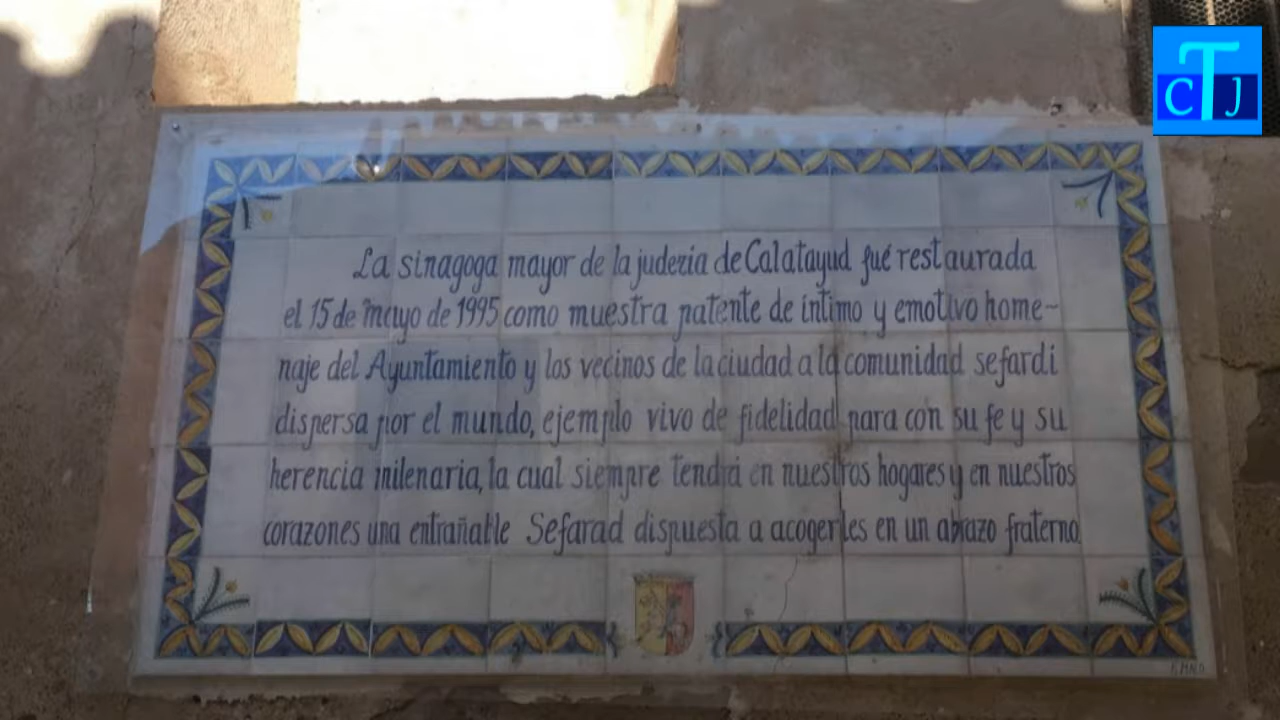 CTJ
La sinagoga mayor de la judería de Calatayud fué restaurada
el 15 de mayo de 1995 como muestra patente de íntimo y emotivo home-
naje del Ayuntamiento y los vecinos de la ciudad a la comunidad sefardí
dispersa por el mundo, ejemplo vivo de fidelidad para con su fe y su
herencia milenaria, la cual siempre tendrá en nuestros hogares y en nuestros
corazones una entrañable Sefarad dispuesta a acogerles en un abrazo fraterno.